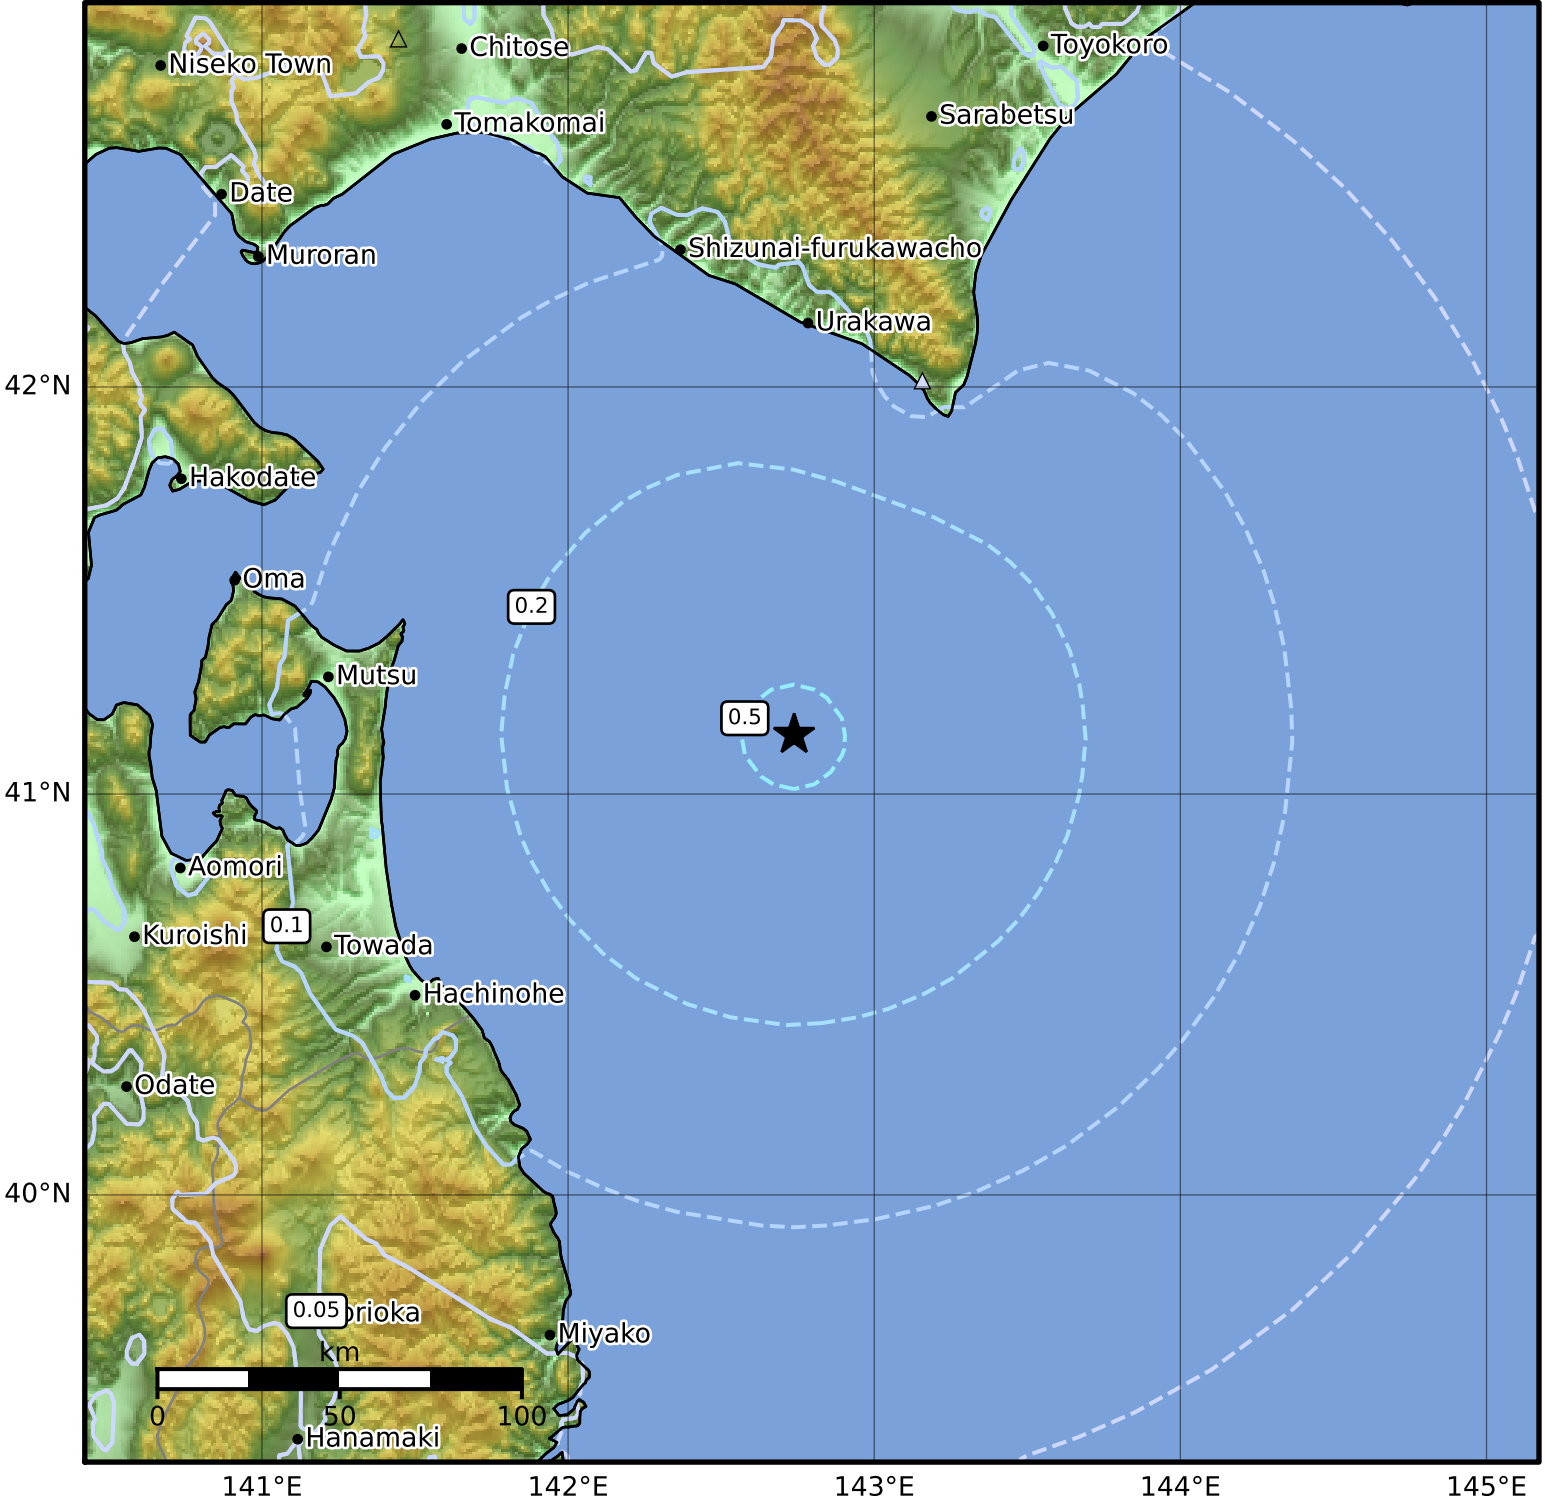 Chitose
Toyokoro
Niseko Town
Sarabetsu
Tomakomai
Date
Shizunai-furukawacho
Muroran
Urakawa
42°N
Hakodate
Oma
0.2
Mutsu
0.5
41°N
Aomori
0.1
Kuroishi
Towada
Hachinohe
Odate
40°N
0.05
orioka
Miyako
km
0 50 100
Hanamaki
141°E 142°E 143°E 144°E 145°E